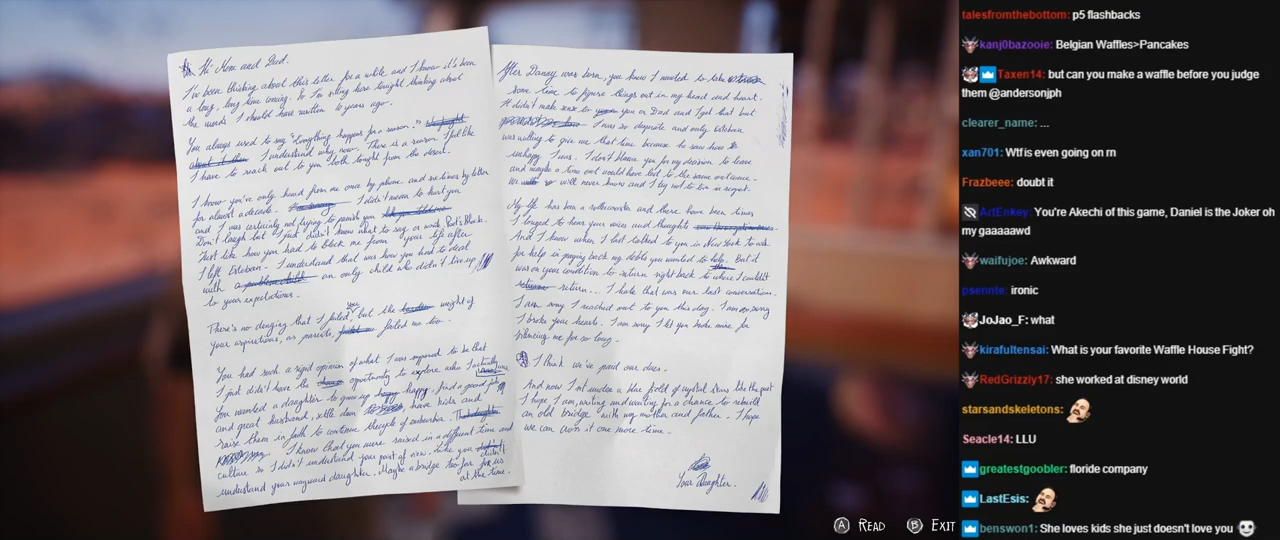 Hi Mom and Dad.
I've been thinking about this letter for a while and I know it's been
a long, long time coming. So I'm sitting here tonight thinking about
the words I should have written to years ago.
You always used to say "Everything happens for a reason."
I understand why now. There is a reason I feel like
I have to reach out to you both tonight from the desert.
I know you've only heard from me once by phone and six times by letter
for almost a decade. I didn't mean to hurt you
and I was certainly not trying to punish you
Don't laugh but I just didn't know what to say or
Just like how you had to block me from your life after
I left Esteban. I understand that was how you had to deal
with a problem child an only child who didn't live up
to your expectations.
There's no denying that I failed you, but the burden weight of
your aspirations, as parents, failed me too.
You had such a rigid opinion of what I was supposed to be that
I just didn't have the opportunity to explore who I actually
You wanted a daughter to grow up happy find a good job
and great husband, settle down have kids and
raise them in faith to continue the cycle of suburbia.
I know that you were raised in a different time and
culture so I didn't understand your point of view. Like you didn't
understand your wayward daughter. Maybe a bridge too far for us
at the time.
After Daney was born, you knew I needed to take
some time to figure things out in my head and heart.
It didn't make sense to you or Dad and I get that but
I was so desperate and only Esteban
was willing to give me that time because he saw how
unhappy I was. I don't blame you for my decision to leave
and maybe a time out would have led to the same outcome.
We will never know and I try not to live in regret.
My life has been a rollercoaster and there have been times
I longed to hear your voices and thoughts
And I know when I last talked to you in New York to ask
for help in paying back my debts you wanted to help. But it
was on your condition to return right back to where I couldn't
return... I hate that was our last conversation.
I am sorry I reached out to you this day. I am so sorry
I broke your hearts. I am sorry I let you both mine for
silencing me for so long.
I think we've paid our dues.
And now I sit under a blue field of crystal stars like the poet
I hope I am, writing and waiting for a chance to rebuild
an old bridge with my mother and father. I hope
we can cross it one more time.
Your Daughter.
A READ B EXIT
talesfromthebottom: p5 flashbacks
kanj0bazooie: Belgian Waffles>Pancakes
Taxen14: but can you make a waffle before you judge
them @andersonjph
clearer_name: ...
xan701: Wtf is even going on rn
Frazbeee: doubt it
ArtEnkey: You're Akechi of this game, Daniel is the Joker oh
my gaaaaawd
waifujoe: Awkward
psennte: ironic
JoJao_F: what
kirafultensai: What is your favorite Waffle House Fight?
RedGrizzly17: she worked at disney world
starsandskeletons:
Seacle14: LLU
greatestgoobler: floride company
LastEsis:
benswon1: She loves kids she just doesn't love you